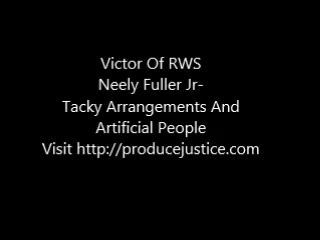 Victor Of RWS
Neely Fuller Jr-
Tacky Arrangements And
Artificial People
Visit http://producejustice.com